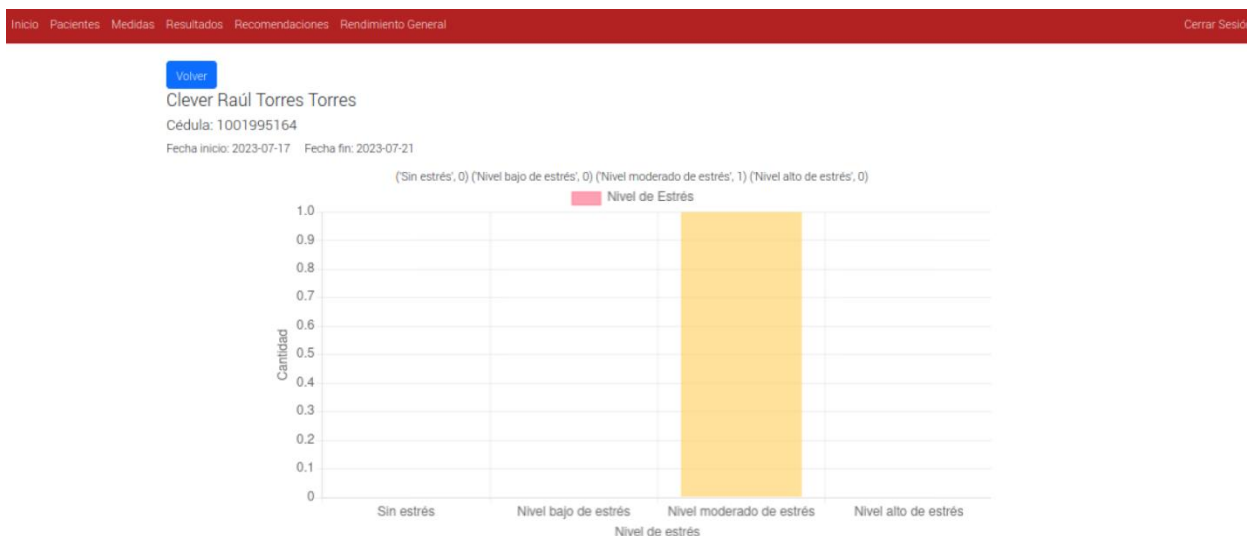 Inicio Pacientes Medidas Resultados Recomendaciones Rendimiento General Cerrar Sesió
Volver
Clever Raúl Torres Torres
Cédula: 1001995164
Fecha inicio: 2023-07-17 Fecha fin: 2023-07-21
('Sin estrés', 0) ('Nivel bajo de estrés', 0) ('Nivel moderado de estrés', 1) ('Nivel alto de estrés', 0)
Nivel de Estrés
1.0
0.9
0.8
0.7
0.6
0.5
0.4
0.3
0.2
0.1
0
Cantidad
Sin estrés Nivel bajo de estrés Nivel moderado de estrés Nivel alto de estrés
Nivel de estrés